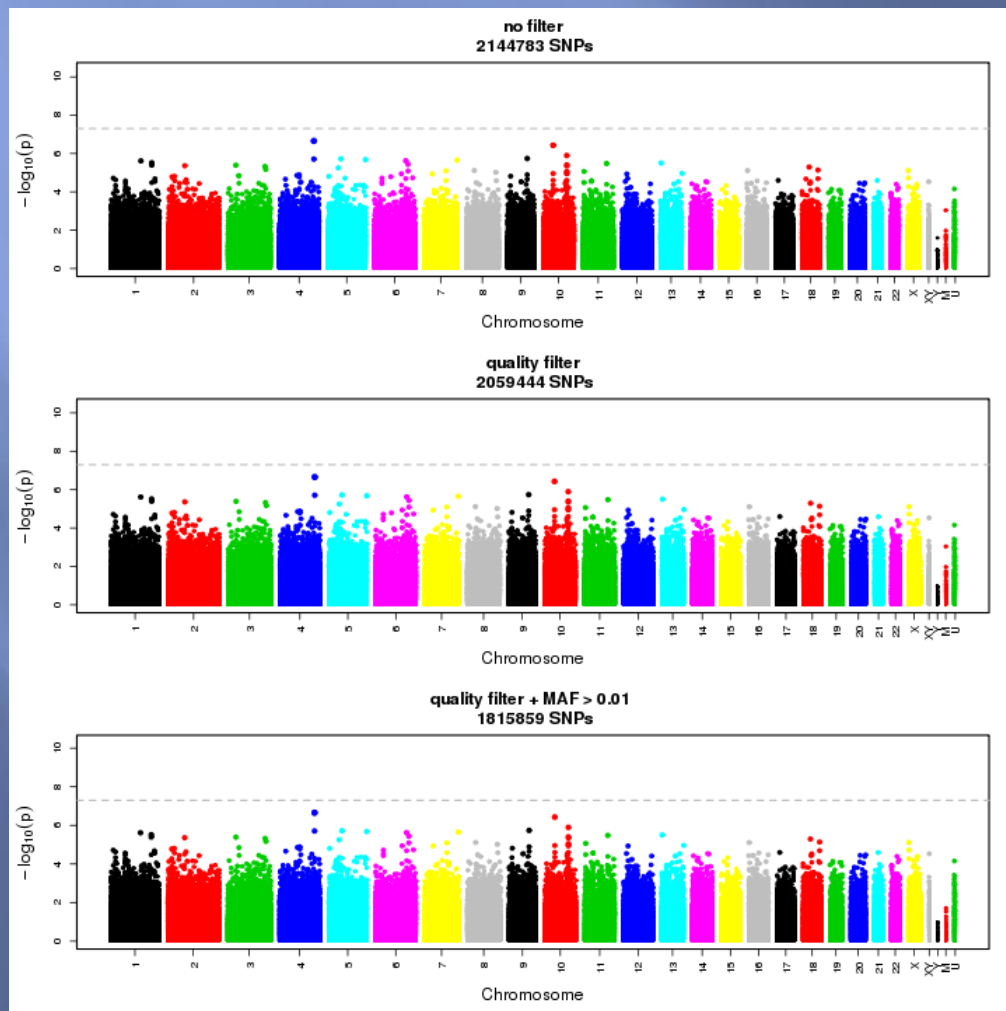 no filter
2144783 SNPs
10
8
6
4
2
0
− log10(p)
1 2 3 4 5 6 7 8 9 10 11 12 13 14 15 16 17 18 19 20 21 22 X XY Y M U
Chromosome
quality filter
2059444 SNPs
10
8
6
4
2
0
− log10(p)
1 2 3 4 5 6 7 8 9 10 11 12 13 14 15 16 17 18 19 20 21 22 X XY Y M U
Chromosome
quality filter + MAF > 0.01
1815859 SNPs
10
8
6
4
2
0
− log10(p)
1 2 3 4 5 6 7 8 9 10 11 12 13 14 15 16 17 18 19 20 21 22 X XY Y M U
Chromosome